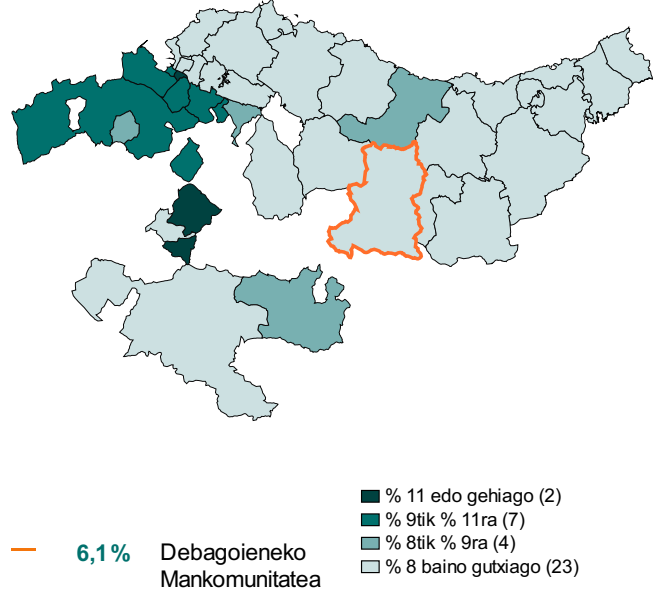 % 11 edo gehiago (2)
% 9tik % 11ra (7)
% 8tik % 9ra (4)
% 8 baino gutxiago (23)
6,1% Debagoieneko
Mankomunitatea